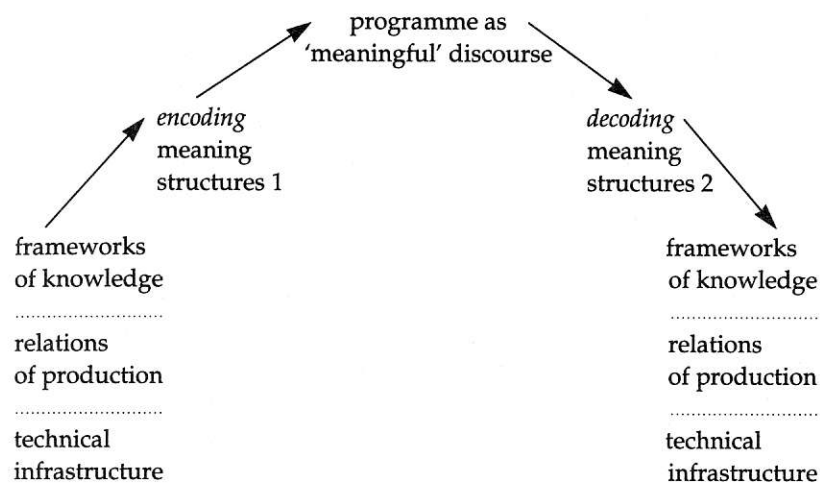 programme as
‘meaningful’ discourse
encoding
meaning
structures 1
decoding
meaning
structures 2
frameworks
of knowledge
relations
of production
technical
infrastructure
frameworks
of knowledge
relations
of production
technical
infrastructure